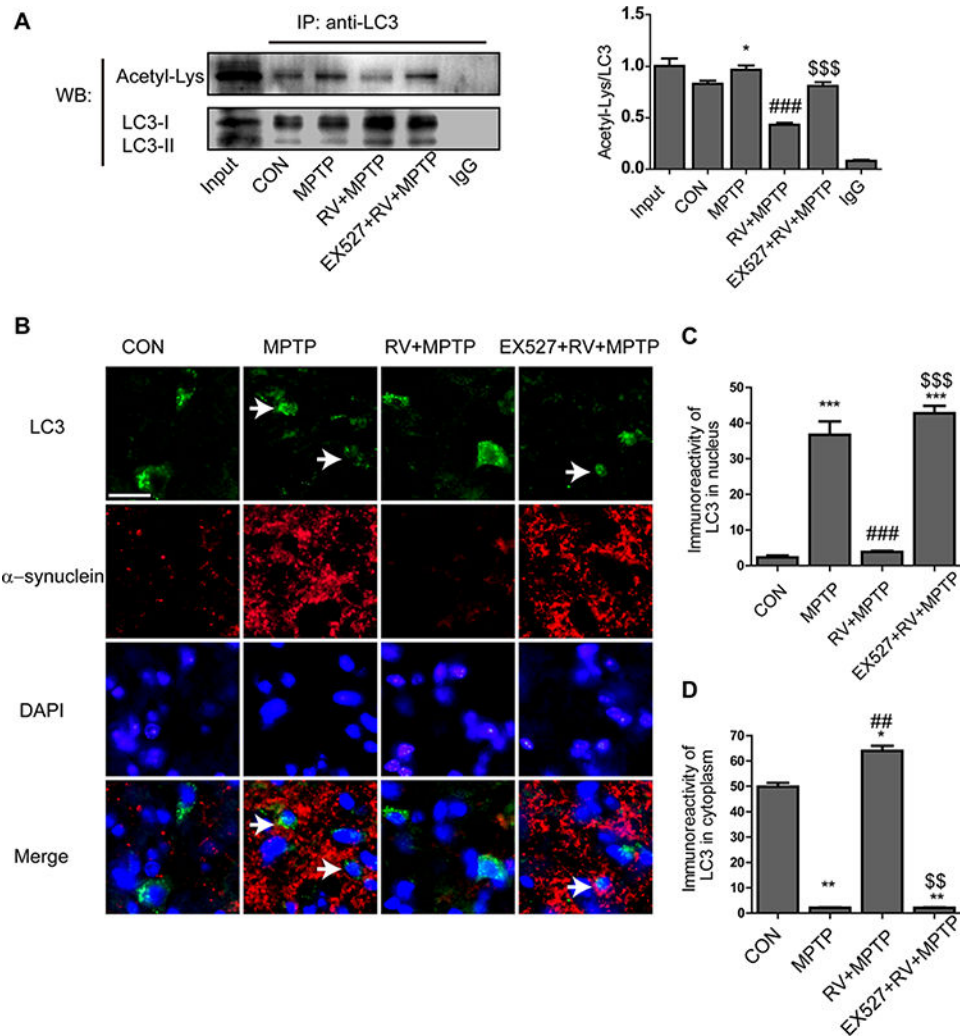 A
IP: anti-LC3
WB:
Acetyl-Lys
LC3-I
LC3-II
Input
CON
MPTP
RV+MPTP
EX527+RV+MPTP
IgG
Acetyl-Lys/LC3
1.5
1.0
0.5
0.0
*
###
$$$
Input
CON
MPTP
RV+MPTP
EX527+RV+MPTP
IgG
B
CON MPTP RV+MPTP EX527+RV+MPTP
LC3
α-synuclein
DAPI
Merge
C
Immunoreactivity of
LC3 in nucleus
50
40
30
20
10
0
***
###
$$$
***
CON
MPTP
RV+MPTP
EX527+RV+MPTP
D
Immunoreactivity of
LC3 in cytoplasm
70
60
50
40
30
20
10
0
**
##
*
$$
**
CON
MPTP
RV+MPTP
EX527+RV+MPTP